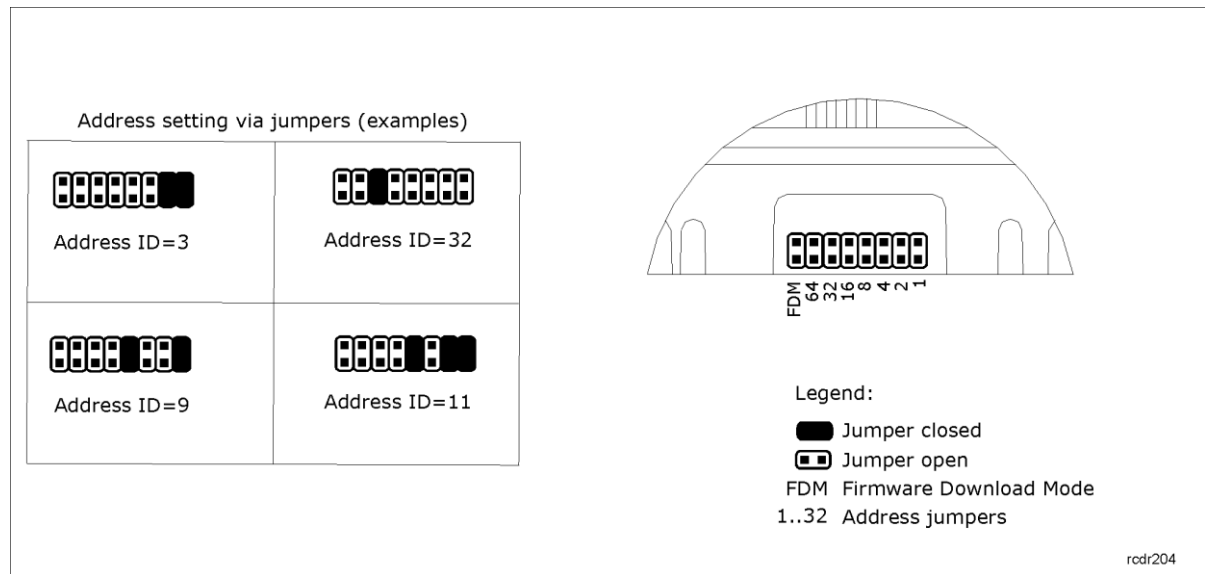 Address setting via jumpers (examples)
Address ID=3
Address ID=32
Address ID=9
Address ID=11
FDM
64
32
16
8
4
2
1
Legend:
Jumper closed
Jumper open
FDM Firmware Download Mode
1..32 Address jumpers
rcdr204